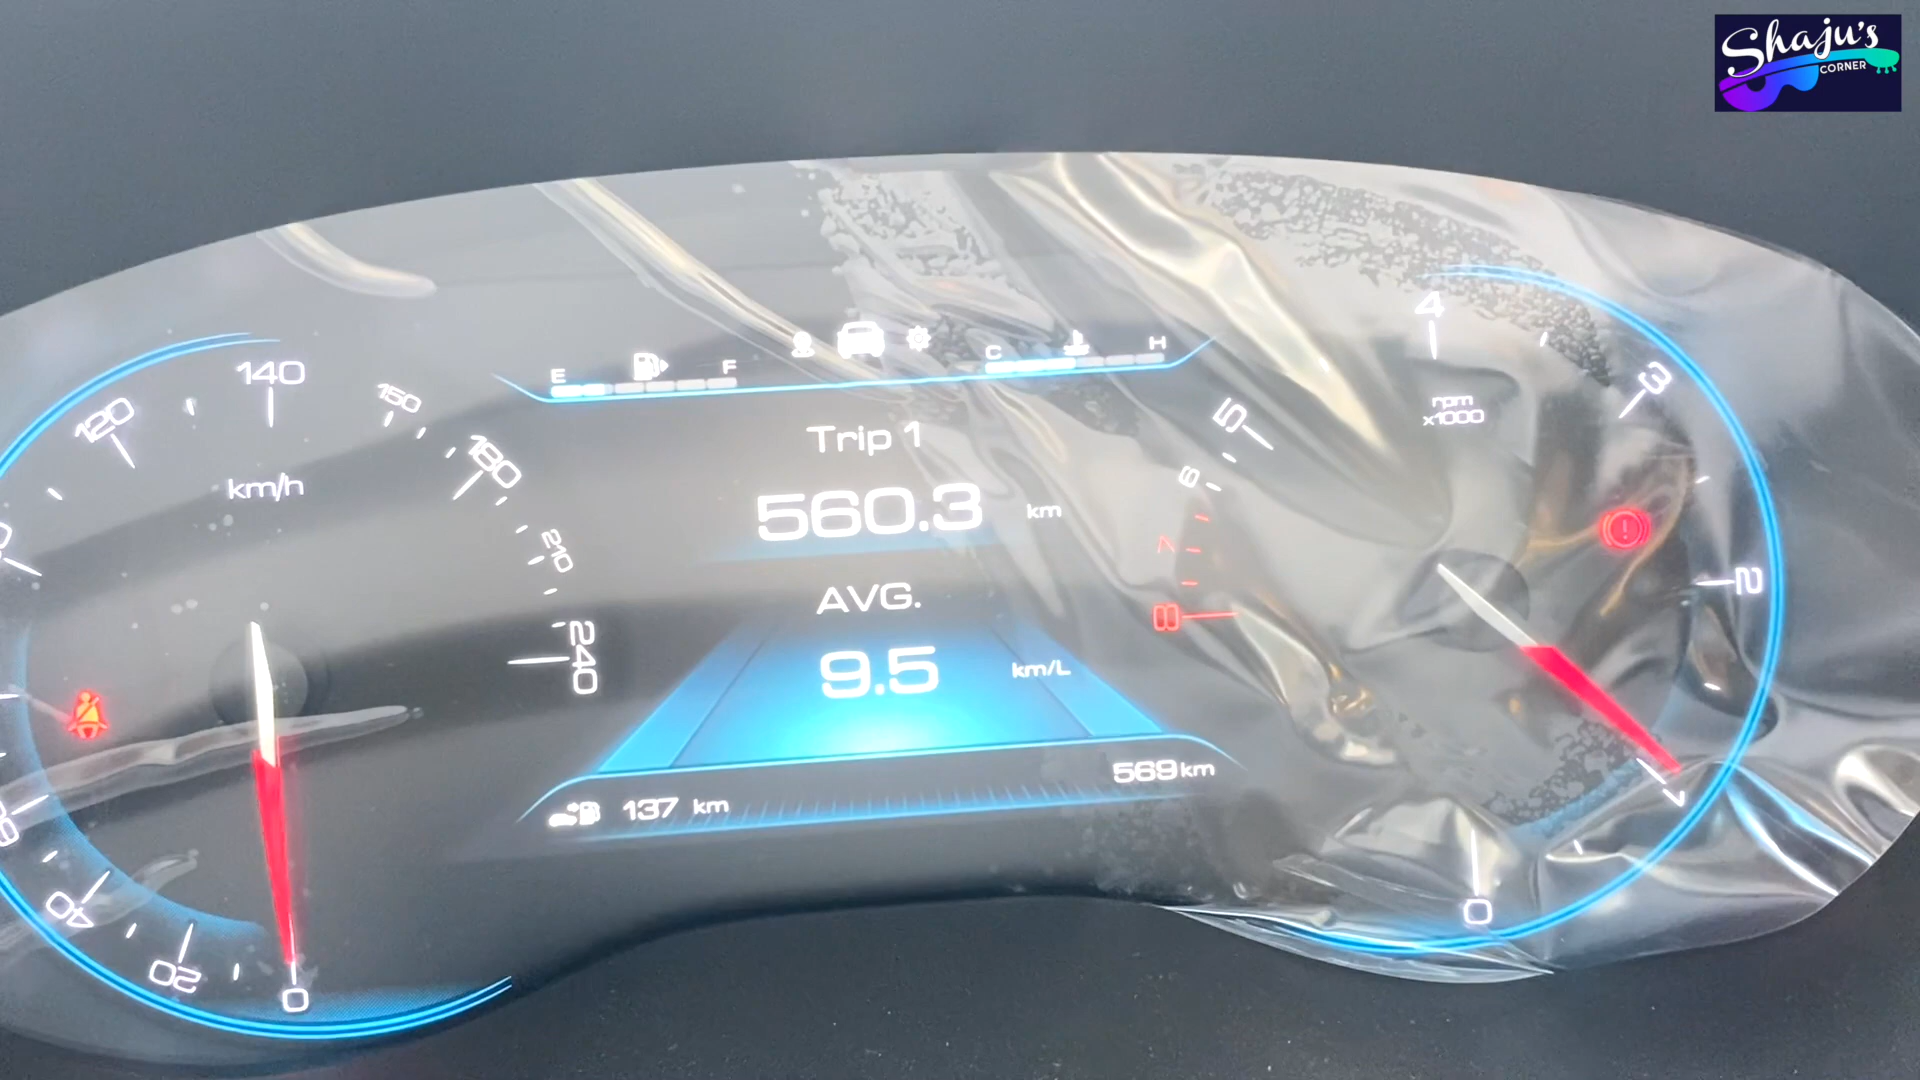 Shaju's
CORNER
E
F
C
H
Trip 1
560.3 km
AVG.
9.5 km/L
137 km
569 km
km/h
0
20
40
120
140
150
180
210
240
rpm
x1000
0
2
3
4
5
6
7
8